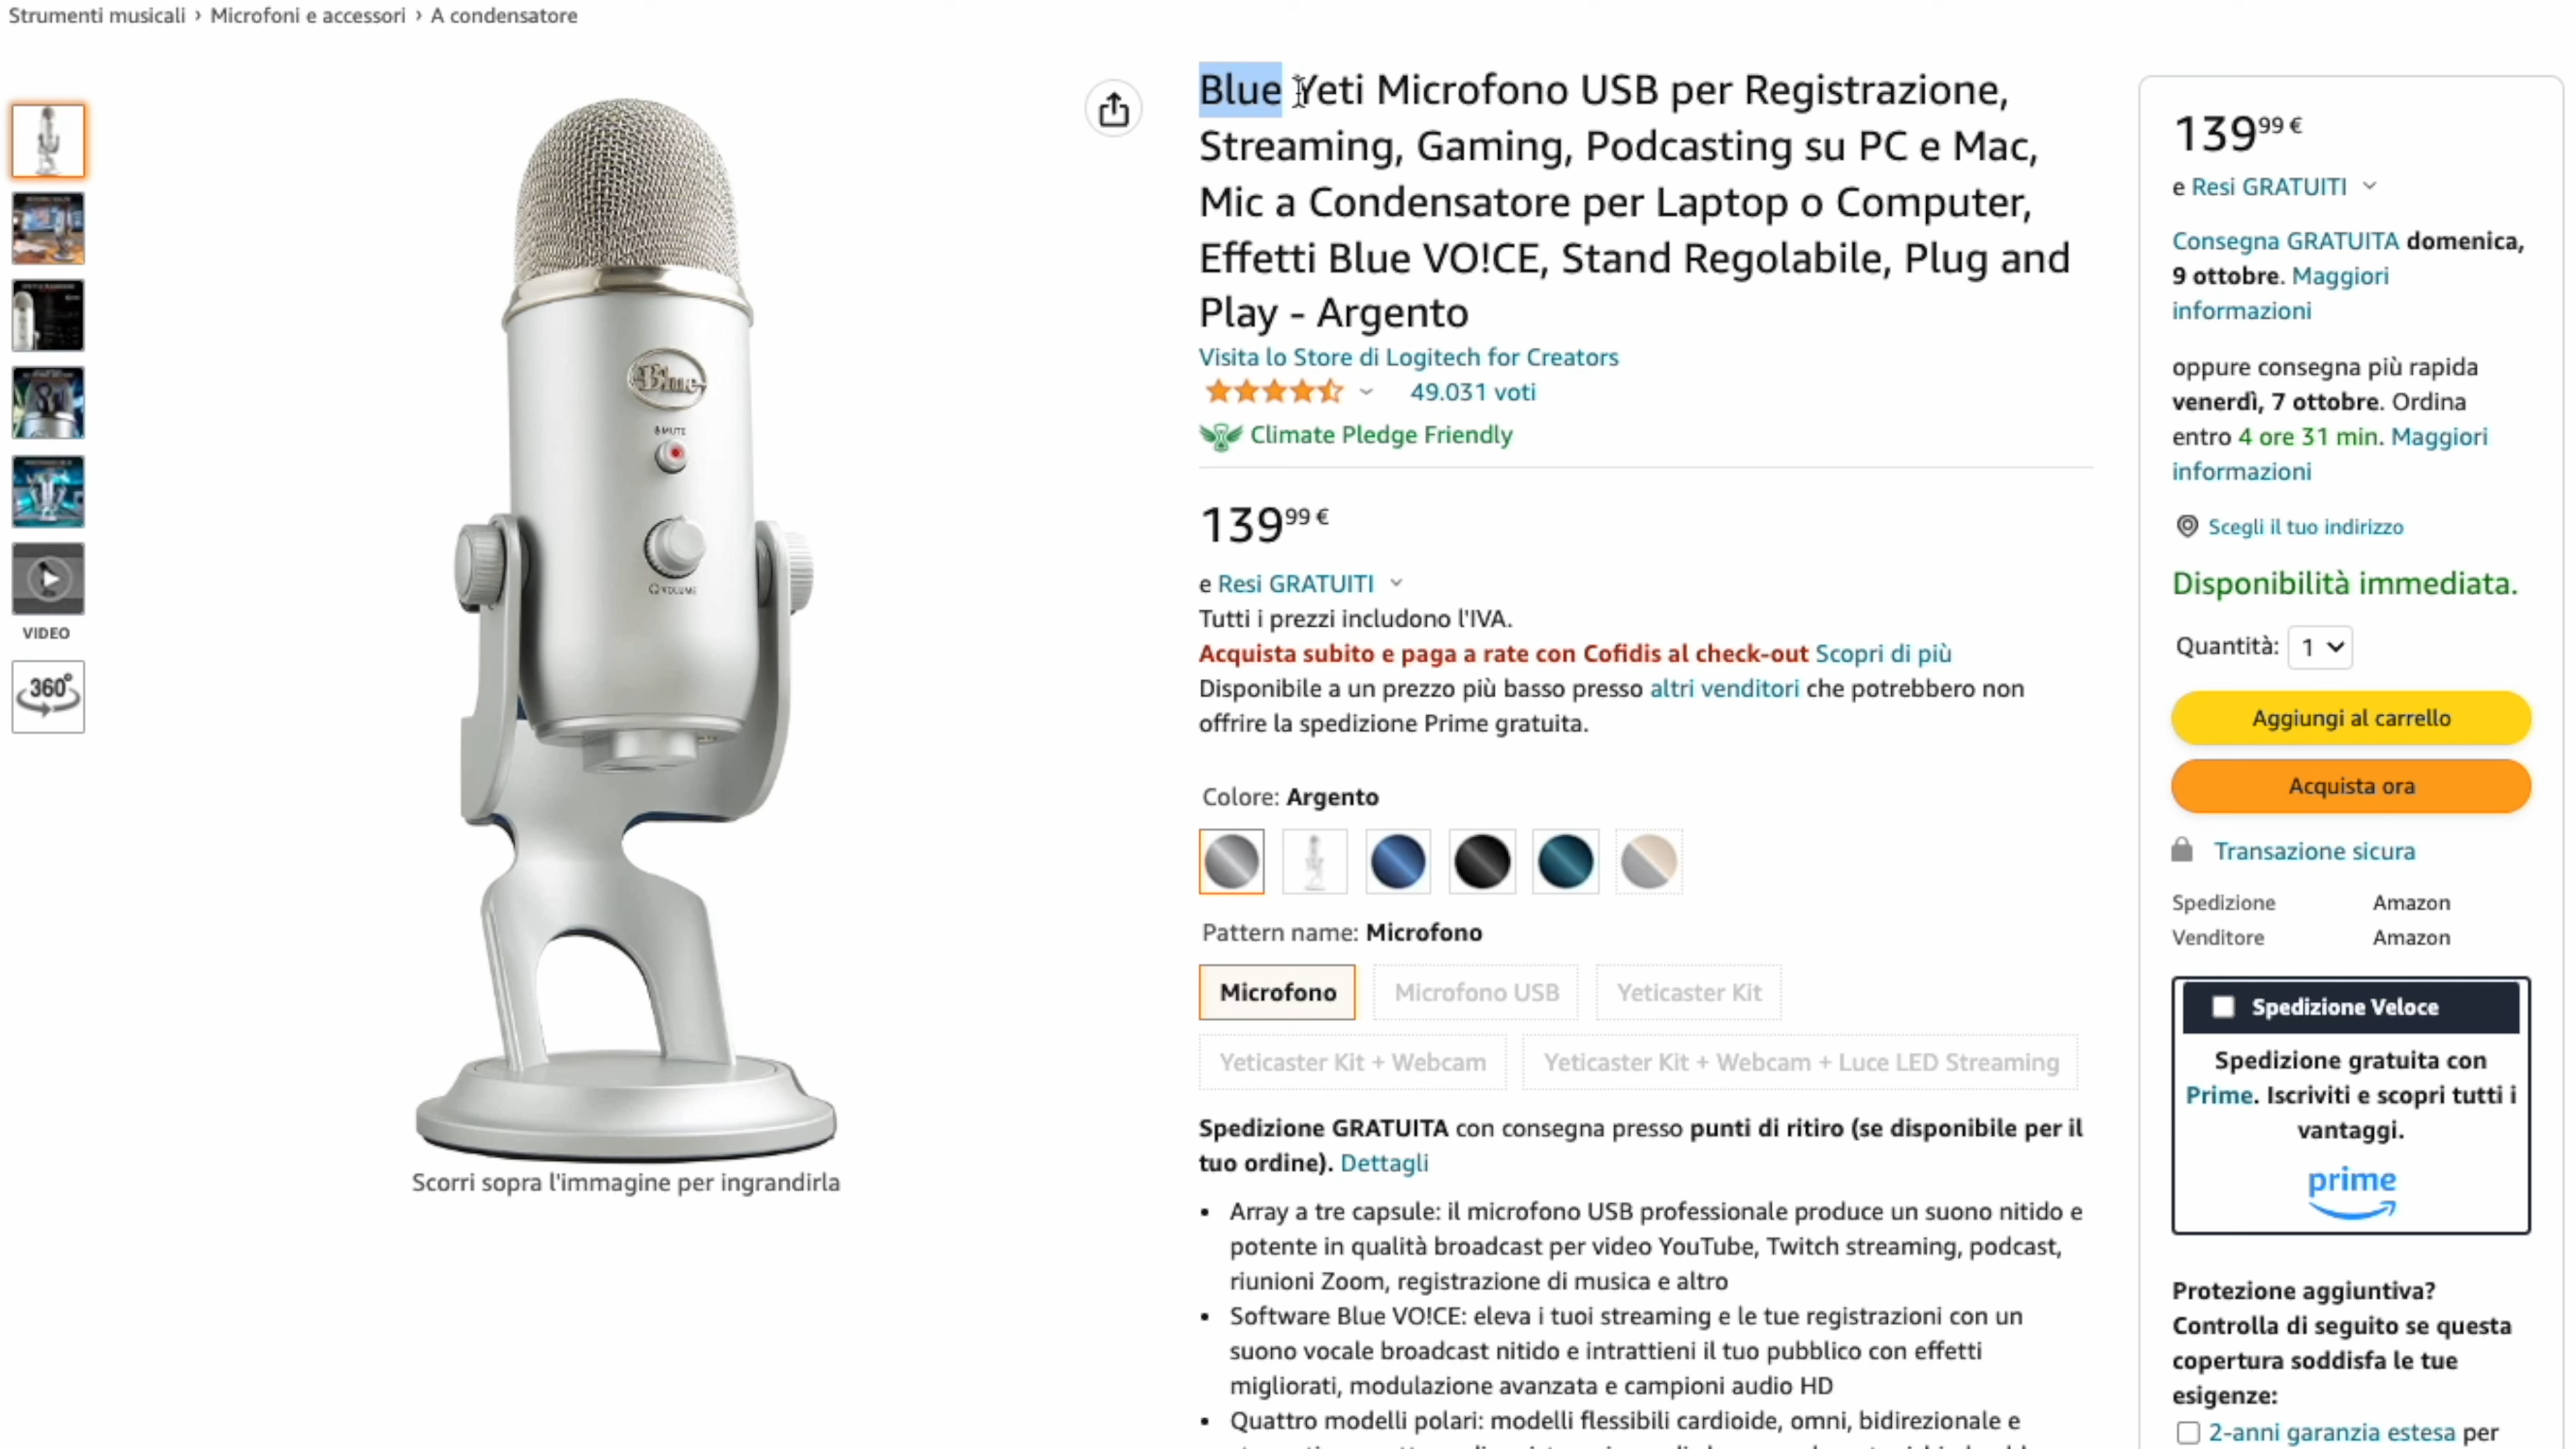 Strumenti musicali › Microfoni e accessori › A condensatore
VIDEO
360°
Blue
MUTE
VOLUME
Scorri sopra l'immagine per ingrandirla
Blue Yeti Microfono USB per Registrazione,
Streaming, Gaming, Podcasting su PC e Mac,
Mic a Condensatore per Laptop o Computer,
Effetti Blue VO!CE, Stand Regolabile, Plug and
Play - Argento
Visita lo Store di Logitech for Creators
49.031 voti
Climate Pledge Friendly
139,99 €
e Resi GRATUITI
Tutti i prezzi includono l'IVA.
Acquista subito e paga a rate con Cofidis al check-out Scopri di più
Disponibile a un prezzo più basso presso altri venditori che potrebbero non
offrire la spedizione Prime gratuita.
Colore: Argento
Pattern name: Microfono
Microfono
Microfono USB
Yeticaster Kit
Yeticaster Kit + Webcam
Yeticaster Kit + Webcam + Luce LED Streaming
Spedizione GRATUITA con consegna presso punti di ritiro (se disponibile per il
tuo ordine). Dettagli
• Array a tre capsule: il microfono USB professionale produce un suono nitido e
potente in qualità broadcast per video YouTube, Twitch streaming, podcast,
riunioni Zoom, registrazione di musica e altro
• Software Blue VO!CE: eleva i tuoi streaming e le tue registrazioni con un
suono vocale broadcast nitido e intrattieni il tuo pubblico con effetti
migliorati, modulazione avanzata e campioni audio HD
• Quattro modelli polari: modelli flessibili cardioide, omni, bidirezionale e
139 99 €
e Resi GRATUITI
Consegna GRATUITA domenica,
9 ottobre. Maggiori
informazioni
oppure consegna più rapida
venerdì, 7 ottobre. Ordina
entro 4 ore 31 min. Maggiori
informazioni
Scegli il tuo indirizzo
Disponibilità immediata.
Quantità: 1
Aggiungi al carrello
Acquista ora
Transazione sicura
Spedizione Amazon
Venditore Amazon
Spedizione Veloce
Spedizione gratuita con
Prime. Iscriviti e scopri tutti i
vantaggi.
prime
Protezione aggiuntiva?
Controlla di seguito se questa
copertura soddisfa le tue
esigenze:
2-anni garanzia estesa per